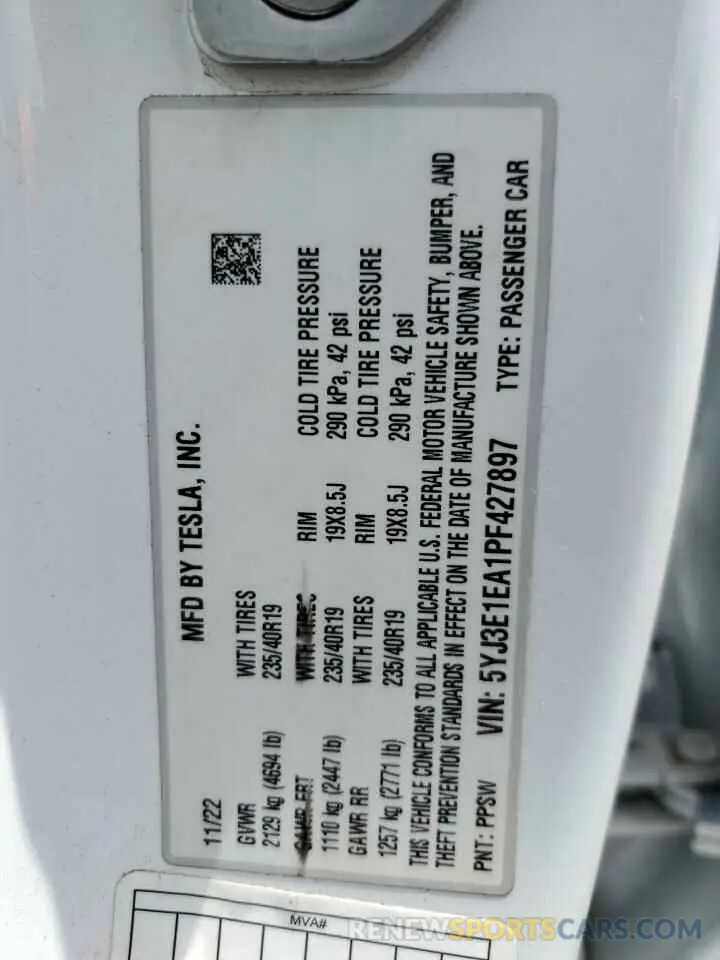 MFD BY TESLA, INC.
11/22
GVWR WITH TIRES
2129 kg (4694 lb) 235/40R19
GAWR FRT WITH TIRES RIM COLD TIRE PRESSURE
1110 kg (2447 lb) 235/40R19 19X8.5J 290 kPa, 42 psi
GAWR RR WITH TIRES RIM COLD TIRE PRESSURE
1257 kg (2771 lb) 235/40R19 19X8.5J 290 kPa, 42 psi
THIS VEHICLE CONFORMS TO ALL APPLICABLE U.S. FEDERAL MOTOR VEHICLE SAFETY, BUMPER, AND
THEFT PREVENTION STANDARDS IN EFFECT ON THE DATE OF MANUFACTURE SHOWN ABOVE.
PNT: PPSW VIN: 5YJ3E1EA1PF427897 TYPE: PASSENGER CAR
MVA#
RENEWSPORTSCARS.COM